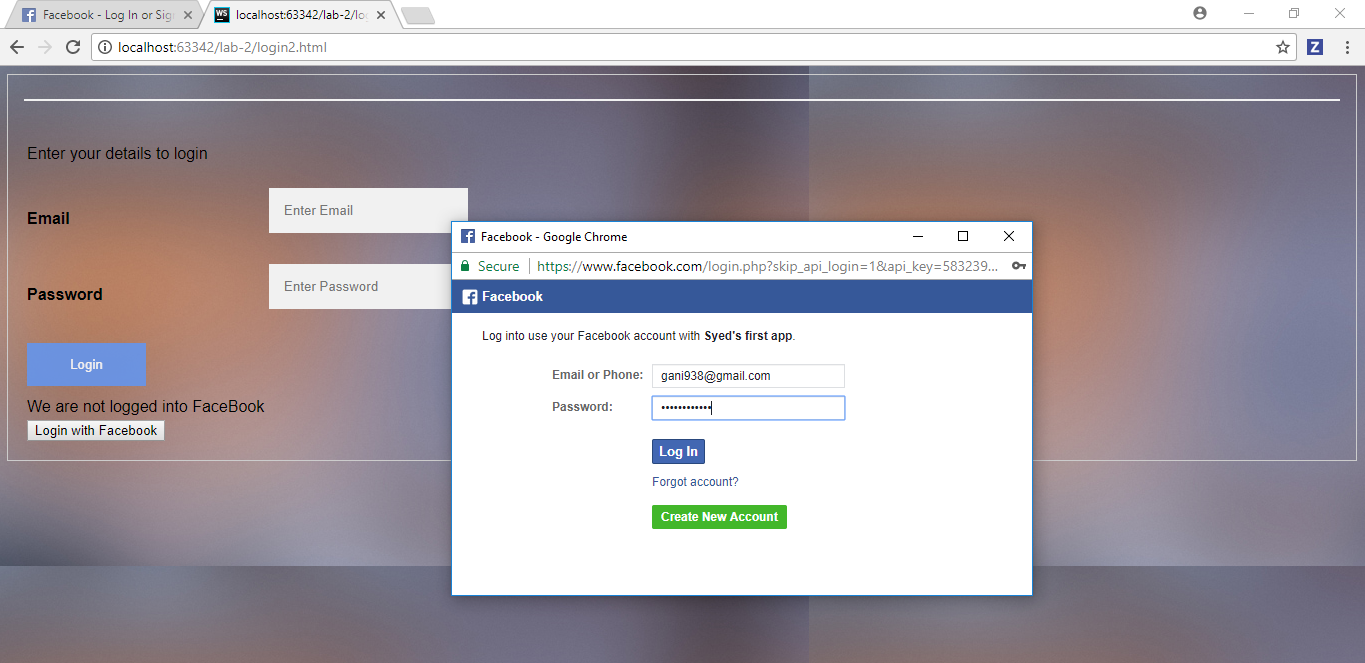 Facebook - Log In or Sig
localhost:63342/lab-2/lo
localhost:63342/lab-2/login2.html
Enter your details to login
Email
Enter Email
Password
Enter Password
Login
We are not logged into FaceBook
Login with Facebook
Facebook - Google Chrome
Secure
https://www.facebook.com/login.php?skip_api_login=1&api_key=583239...
Facebook
Log into use your Facebook account with Syed's first app.
Email or Phone:
gani938@gmail.com
Password:
••••••••••••
Log In
Forgot account?
Create New Account